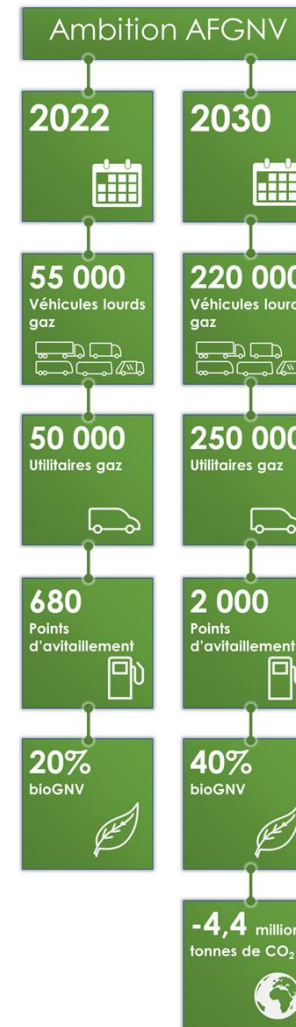 Ambition AFGNV
2022
55 000
Véhicules lourds
gaz
50 000
Utilitaires gaz
680
Points
d'avitaillement
20%
bioGNV
2030
220 000
Véhicules lourds
gaz
250 000
Utilitaires gaz
2 000
Points
d'avitaillement
40%
bioGNV
-4,4 million
tonnes de CO₂